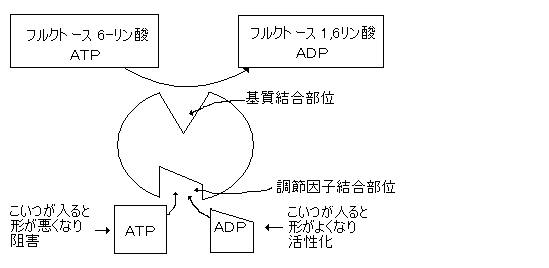 フルクトース 6-リン酸
ATP
フルクトース 1,6リン酸
ADP
基質結合部位
調節因子結合部位
こいつが入ると
形が悪くなり
阻害
ATP
ADP
こいつが入ると
形がよくなり
活性化